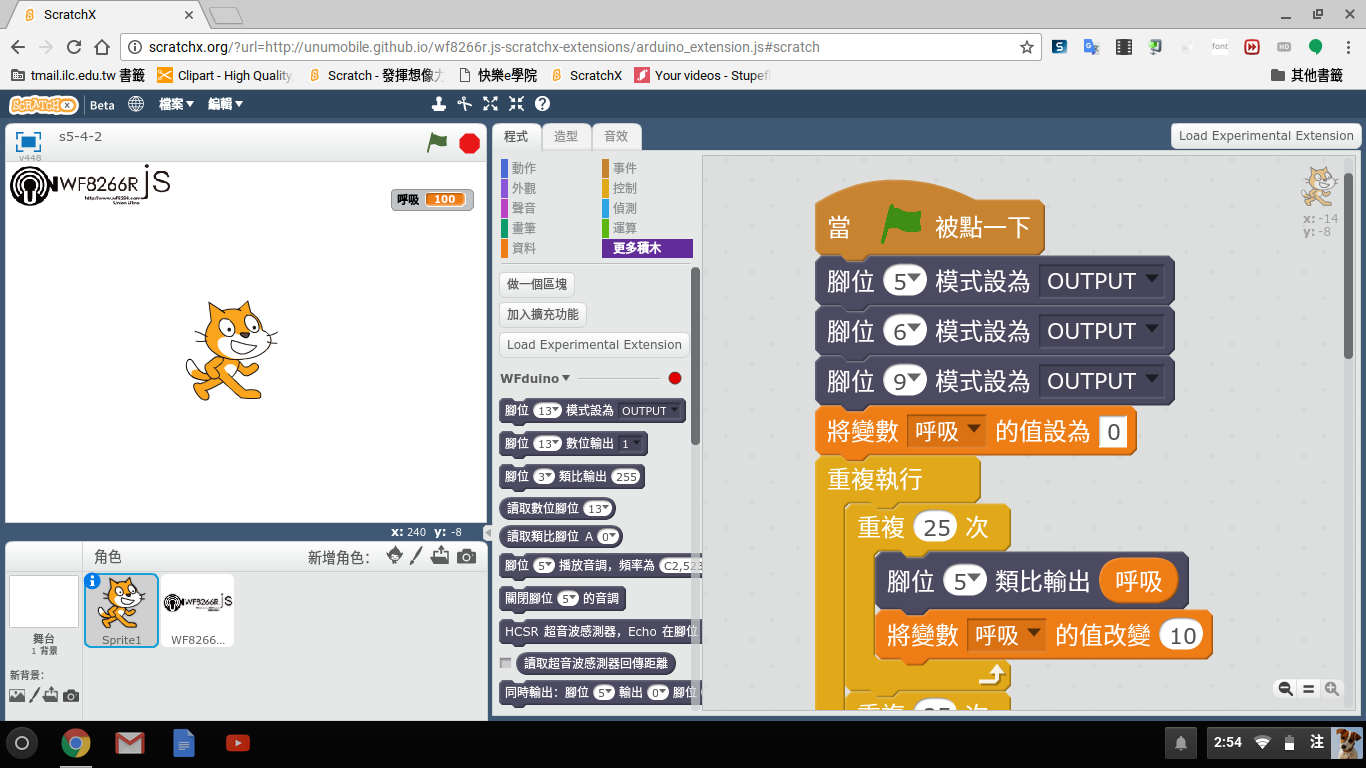 ScratchX
scratchx.org/?url=http://unumobile.github.io/wf8266r.js-scratchx-extensions/arduino_extension.js#scratch
tmail.ilc.edu.tw 書籤
Clipart - High Quality
Scratch - 發揮想像力
快樂e學院
ScratchX
Your videos - Stupefl
其他書籤
SCRATCH X
Beta
檔案
編輯
v448
s5-4-2
程式
造型
音效
Load Experimental Extension
WF8266R js
呼吸 100
動作
事件
外觀
控制
聲音
偵測
畫筆
運算
資料
更多積木
做一個區塊
加入擴充功能
Load Experimental Extension
WFduino
腳位 13 模式設為 OUTPUT
腳位 13 數位輸出 1
腳位 3 類比輸出 255
讀取數位腳位 13
讀取類比腳位 A 0
腳位 5 播放音調，頻率為 C2,523
關閉腳位 5 的音調
HCSR 超音波感測器，Echo 在腳位
讀取超音波感測器回傳距離
同時輸出：腳位 5 輸出 0 腳位
當 被點一下
腳位 5 模式設為 OUTPUT
腳位 6 模式設為 OUTPUT
腳位 9 模式設為 OUTPUT
將變數 呼吸 的值設為 0
重複執行
重複 25 次
腳位 5 類比輸出 呼吸
將變數 呼吸 的值改變 10
重複 25 次
x: -14
y: -8
x: 240 y: -8
角色
新增角色：
舞台
1 背景
新背景：
Sprite1
WF8266R js
WF8266...
font
HD
2:54
注